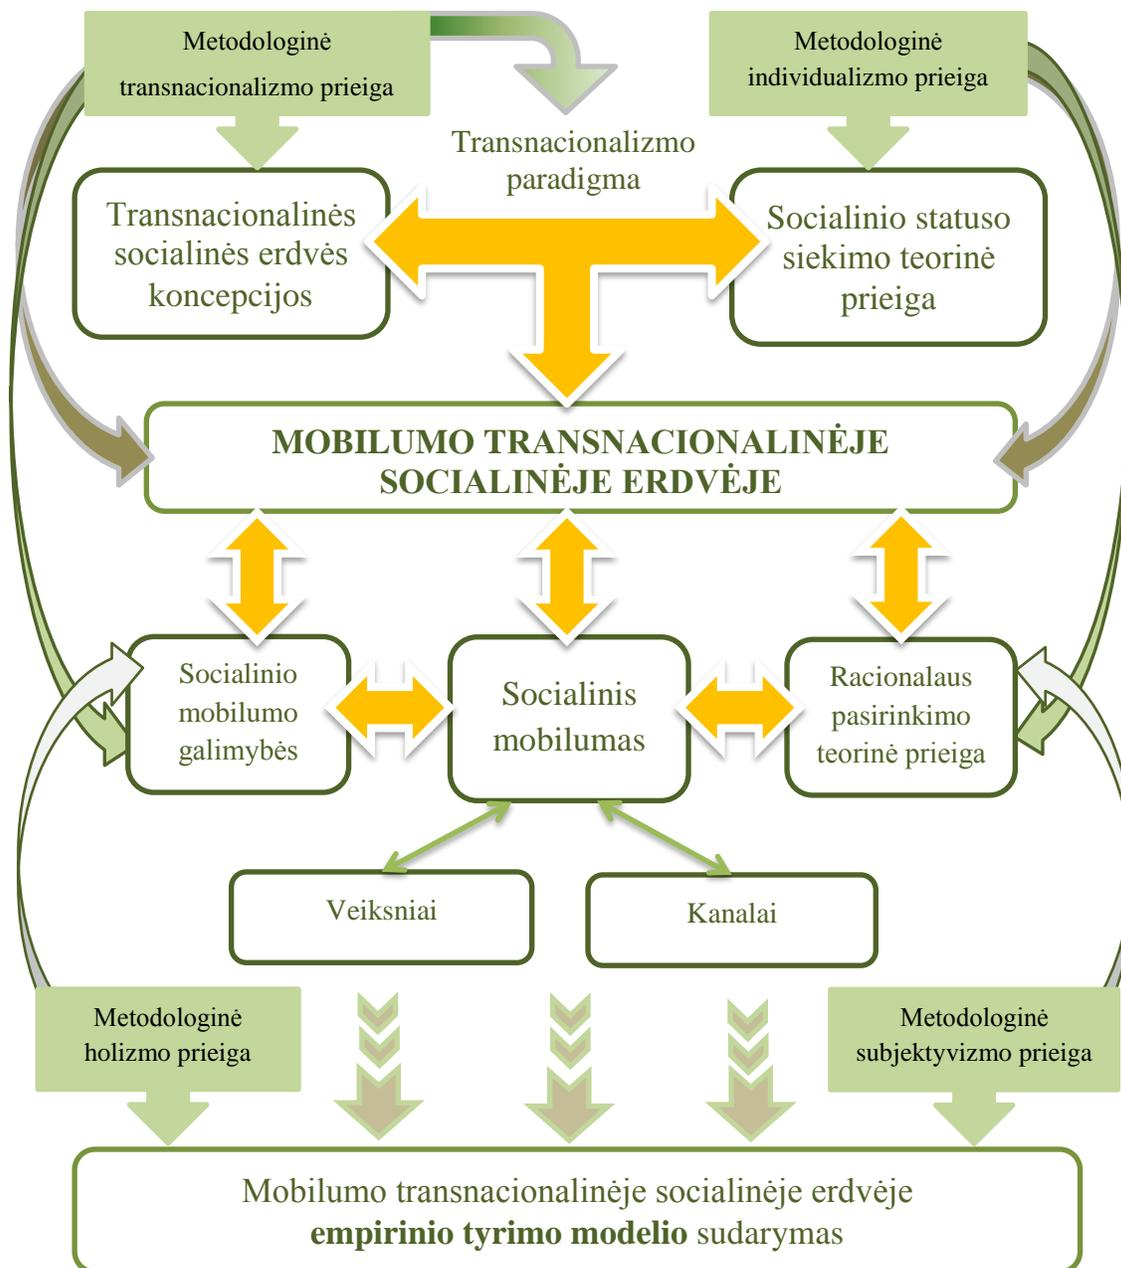 Metodologinė
transnacionalizmo prieiga
Metodologinė
individualizmo prieiga
Transnacionalizmo
paradigma
Transnacionalinės
socialinės erdvės
koncepcijos
Socialinio statuso
siekimo teorinė
prieiga
MOBILUMO TRANSNACIONALINĖJE
SOCIALINĖJE ERDVĖJE
Socialinio
mobilumo
galimybės
Socialinis
mobilumas
Racionalaus
pasirinkimo
teorinė prieiga
Veiksniai
Kanalai
Metodologinė
holizmo prieiga
Metodologinė
subjektyvizmo prieiga
Mobilumo transnacionalinėje socialinėje erdvėje
empirinio tyrimo modelio sudarymas